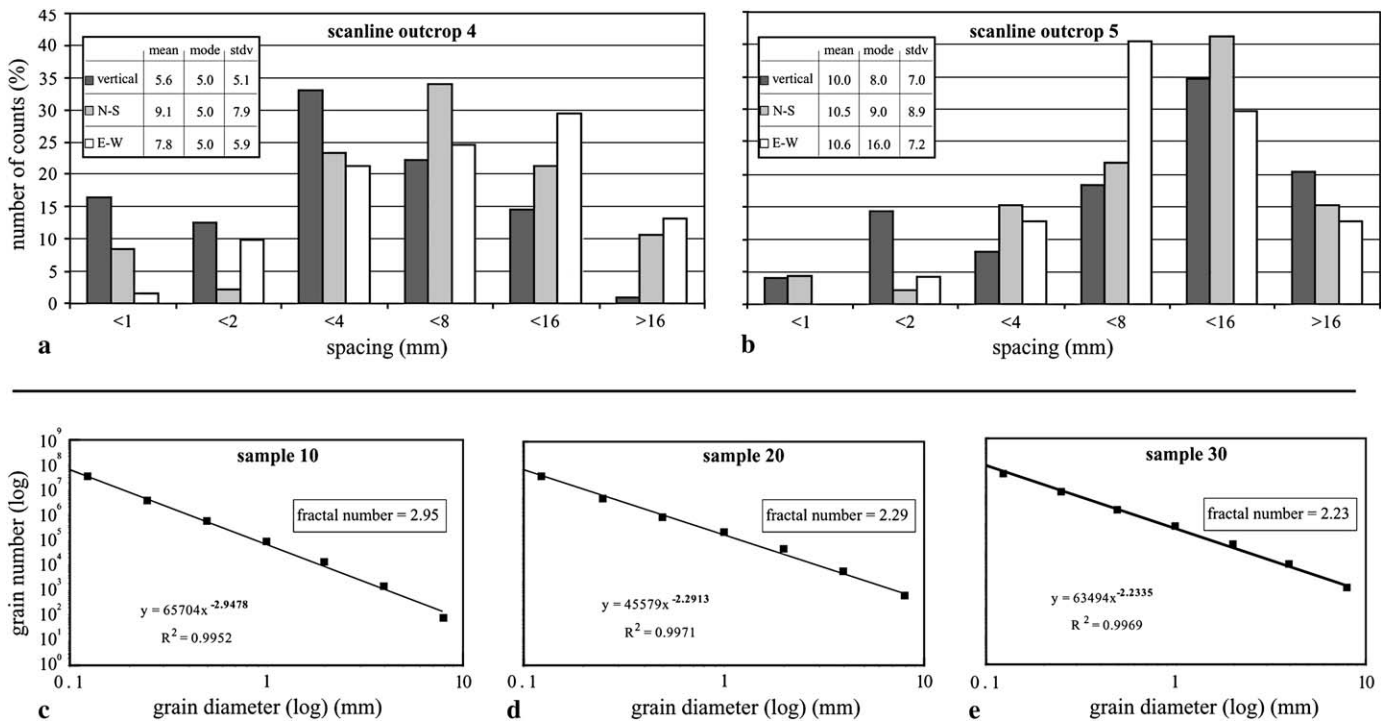 scanline outcrop 4
mean mode stdv
vertical 5.6 5.0 5.1
N-S 9.1 5.0 7.9
E-W 7.8 5.0 5.9
number of counts (%)
45
40
35
30
25
20
15
10
5
0
<1 <2 <4 <8 <16 >16
a
spacing (mm)
scanline outcrop 5
mean mode stdv
vertical 10.0 8.0 7.0
N-S 10.5 9.0 8.9
E-W 10.6 16.0 7.2
<1 <2 <4 <8 <16 >16
b
spacing (mm)
sample 10
grain number (log)
10⁹
10⁸
10⁷
10⁶
10⁵
10⁴
10³
10²
10¹
10⁰
fractal number = 2.95
y = 65704x⁻²·⁹⁴⁷⁸
R² = 0.9952
0.1 1 10
c
grain diameter (log) (mm)
sample 20
fractal number = 2.29
y = 45579x⁻²·²⁹¹³
R² = 0.9971
0.1 1 10
d
grain diameter (log) (mm)
sample 30
fractal number = 2.23
y = 63494x⁻²·²³³⁵
R² = 0.9969
0.1 1 10
e
grain diameter (log) (mm)